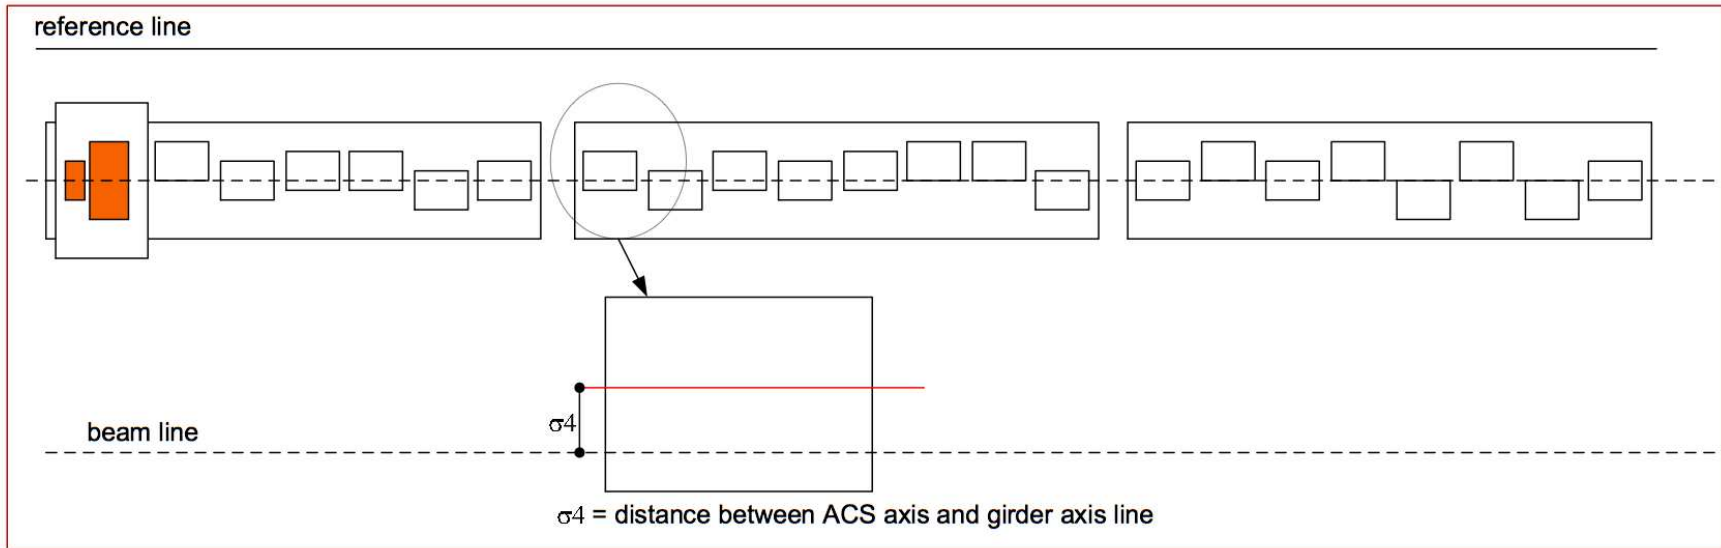 reference line
σ4
beam line
σ4 = distance between ACS axis and girder axis line